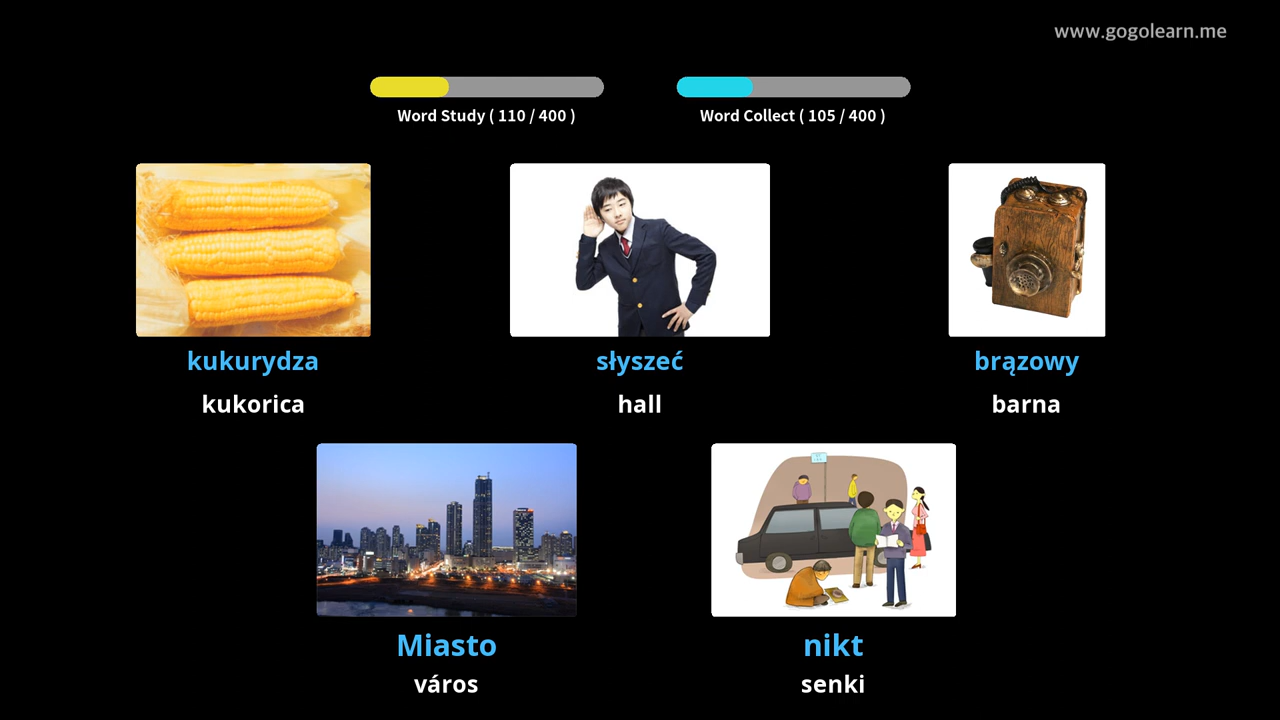 www.gogolearn.me
Word Study ( 110 / 400 )
Word Collect ( 105 / 400 )
kukurydza
kukorica
słyszeć
hall
brązowy
barna
Miasto
város
nikt
senki